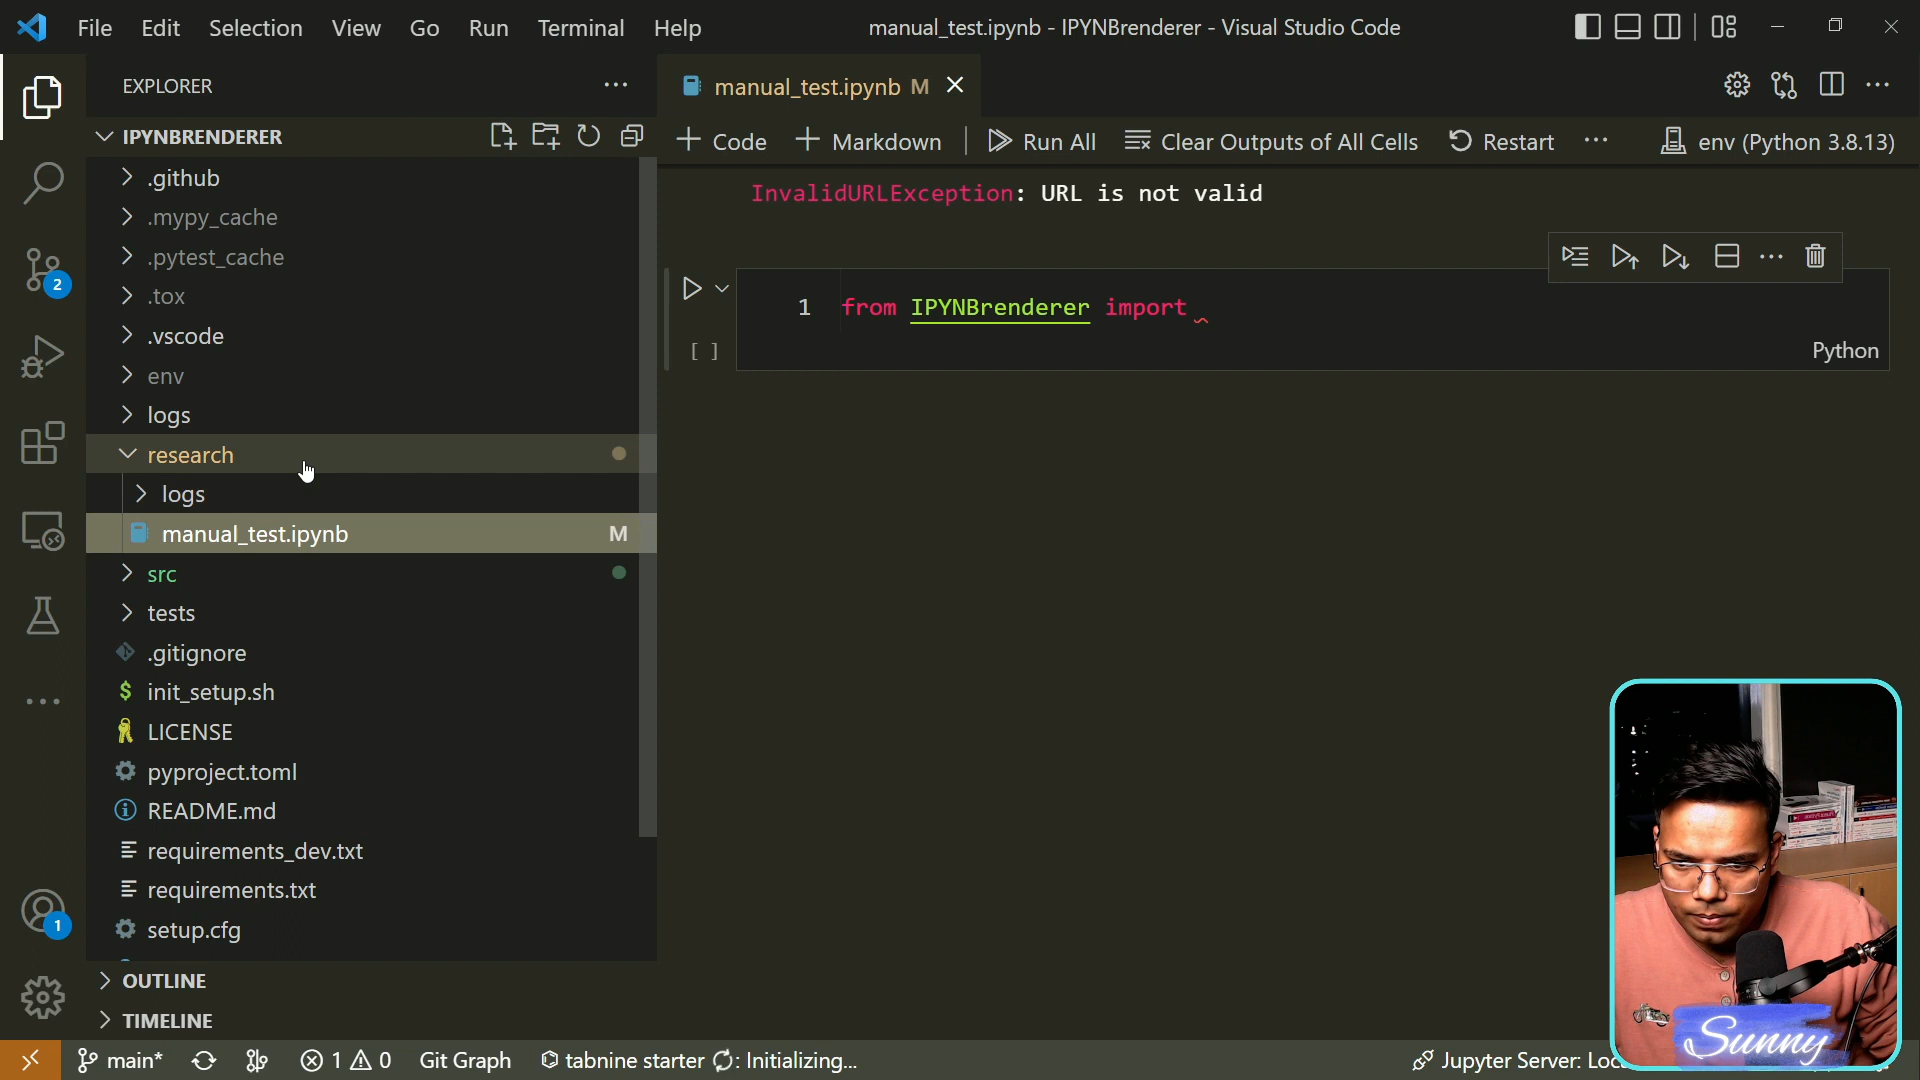 File Edit Selection View Go Run Terminal Help
manual_test.ipynb - IPYNBrenderer - Visual Studio Code
EXPLORER
manual_test.ipynb M
IPYNBRENDERER
Code Markdown Run All Clear Outputs of All Cells Restart env (Python 3.8.13)
.github
.mypy_cache
.pytest_cache
.tox
.vscode
env
logs
research
logs
manual_test.ipynb M
src
tests
.gitignore
init_setup.sh
LICENSE
pyproject.toml
README.md
requirements_dev.txt
requirements.txt
setup.cfg
OUTLINE
TIMELINE
2
1
InvalidURLException: URL is not valid
1 from IPYNBrenderer import
[ ]
Python
Sunny
main* 1 0 Git Graph tabnine starter : Initializing... Jupyter Server: Loc